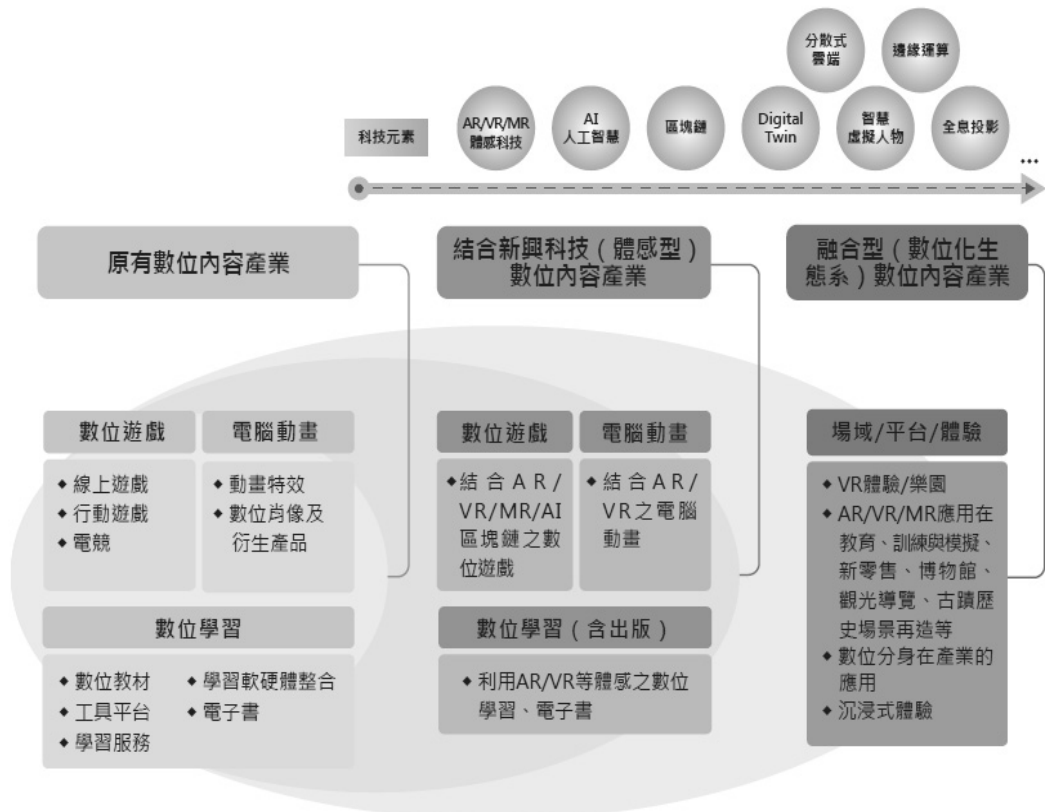 分散式
雲端
邊緣運算
科技元素
AR/VR/MR
體感科技
AI
人工智慧
區塊鏈
Digital
Twin
智慧
虛擬人物
全息投影
...
原有數位內容產業
結合新興科技（體感型）
數位內容產業
融合型（數位化生
態系）數位內容產業
數位遊戲
◆ 線上遊戲
◆ 行動遊戲
◆ 電競
電腦動畫
◆ 動畫特效
◆ 數位肖像及
衍生產品
數位學習
◆ 數位教材
◆ 工具平台
◆ 學習服務
◆ 學習軟硬體整合
◆ 電子書
數位遊戲
◆ 結合AR/
VR/MR/AI
區塊鏈之數
位遊戲
電腦動畫
◆ 結合AR/
VR之電腦
動畫
數位學習（含出版）
◆ 利用AR/VR等體感之數位
學習、電子書
場域/平台/體驗
◆ VR體驗/樂園
◆ AR/VR/MR應用在
教育、訓練與模擬、
新零售、博物館、
觀光導覽、古蹟歷
史場景再造等
◆ 數位分身在產業的
應用
◆ 沉浸式體驗